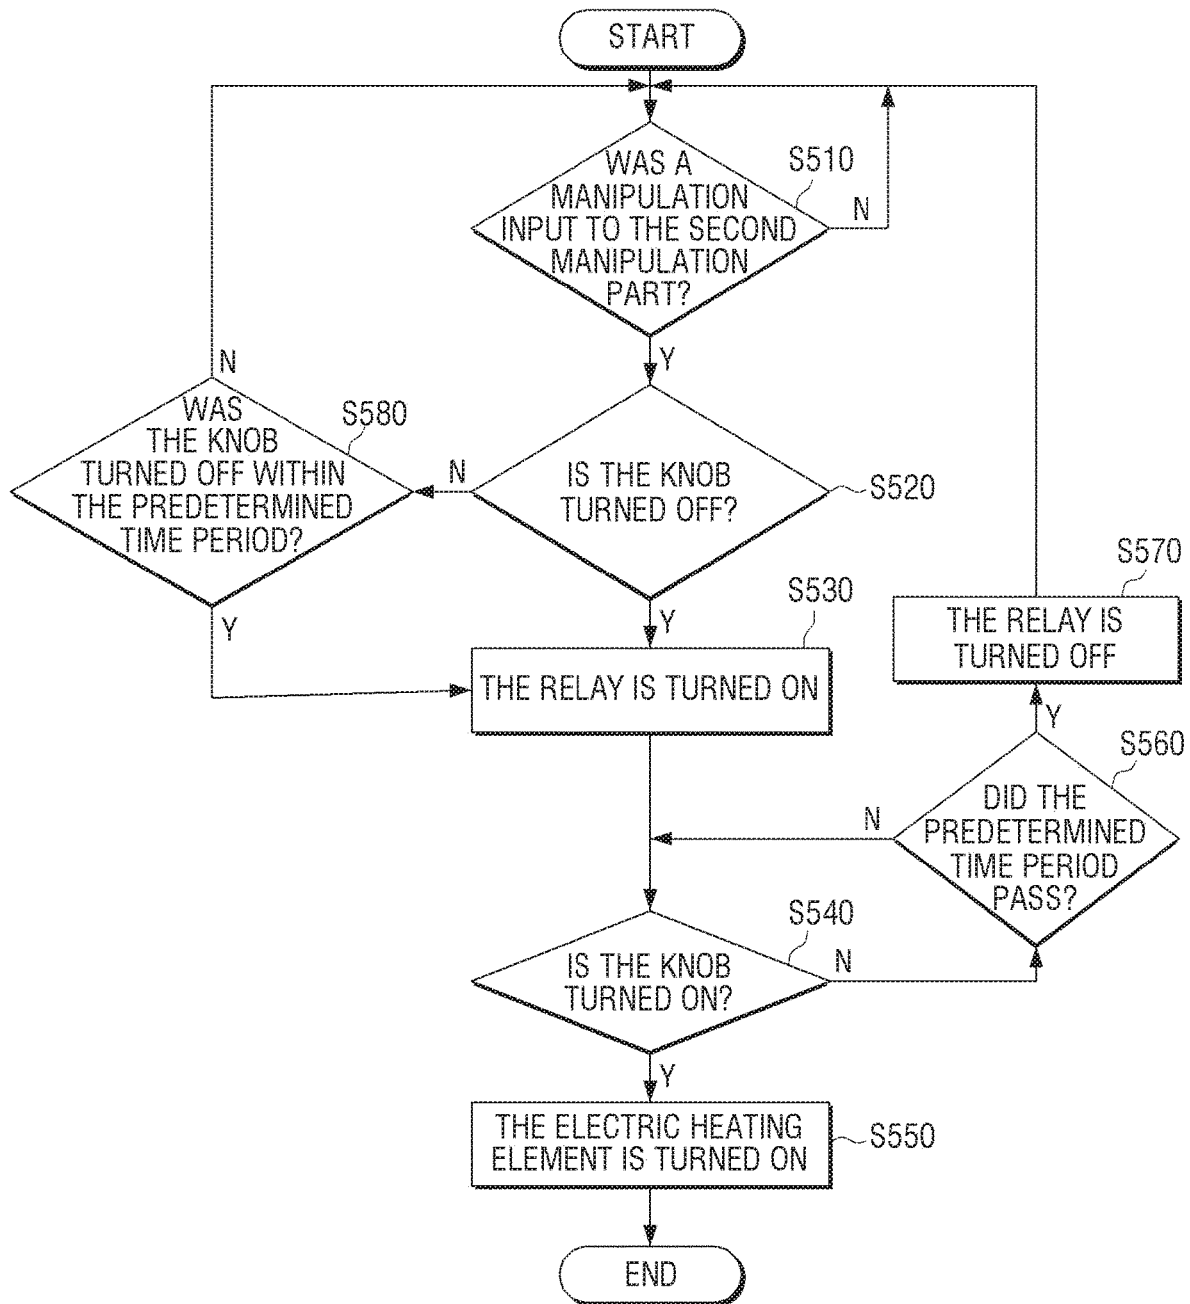 START
WAS A
MANIPULATION
INPUT TO THE SECOND
MANIPULATION
PART?
S510
N
Y
N
WAS
THE KNOB
TURNED OFF WITHIN
THE PREDETERMINED
TIME PERIOD?
S580
N
IS THE KNOB
TURNED OFF?
S520
Y
Y
S530
THE RELAY IS TURNED ON
S570
THE RELAY IS
TURNED OFF
Y
S560
DID THE
PREDETERMINED
TIME PERIOD
PASS?
N
S540
IS THE KNOB
TURNED ON?
N
Y
THE ELECTRIC HEATING
ELEMENT IS TURNED ON
S550
END